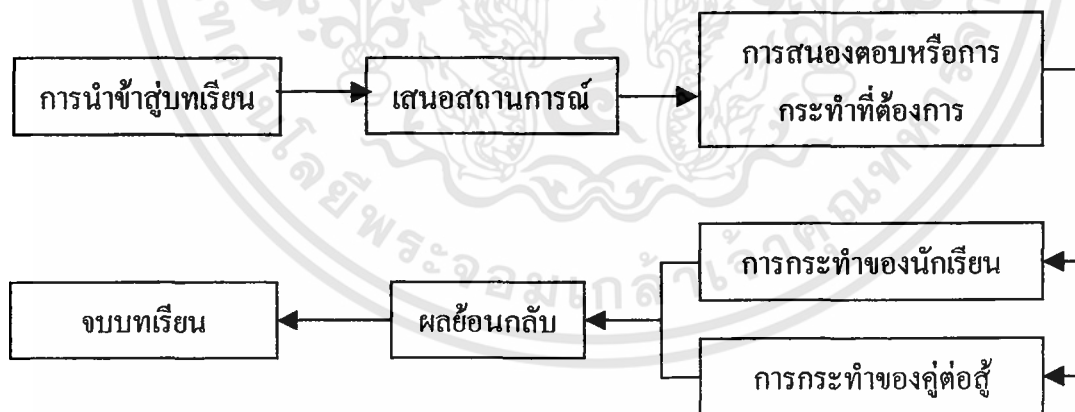 การนำข้าสู่บทเรียน
เสนอสถานการณ์
การสนองตอบหรือการ
กระทำที่ต้องการ
การกระทำของนักเรียน
การกระทำของคู่ต่อสู้
ผลย้อนกลับ
จบบทเรียน